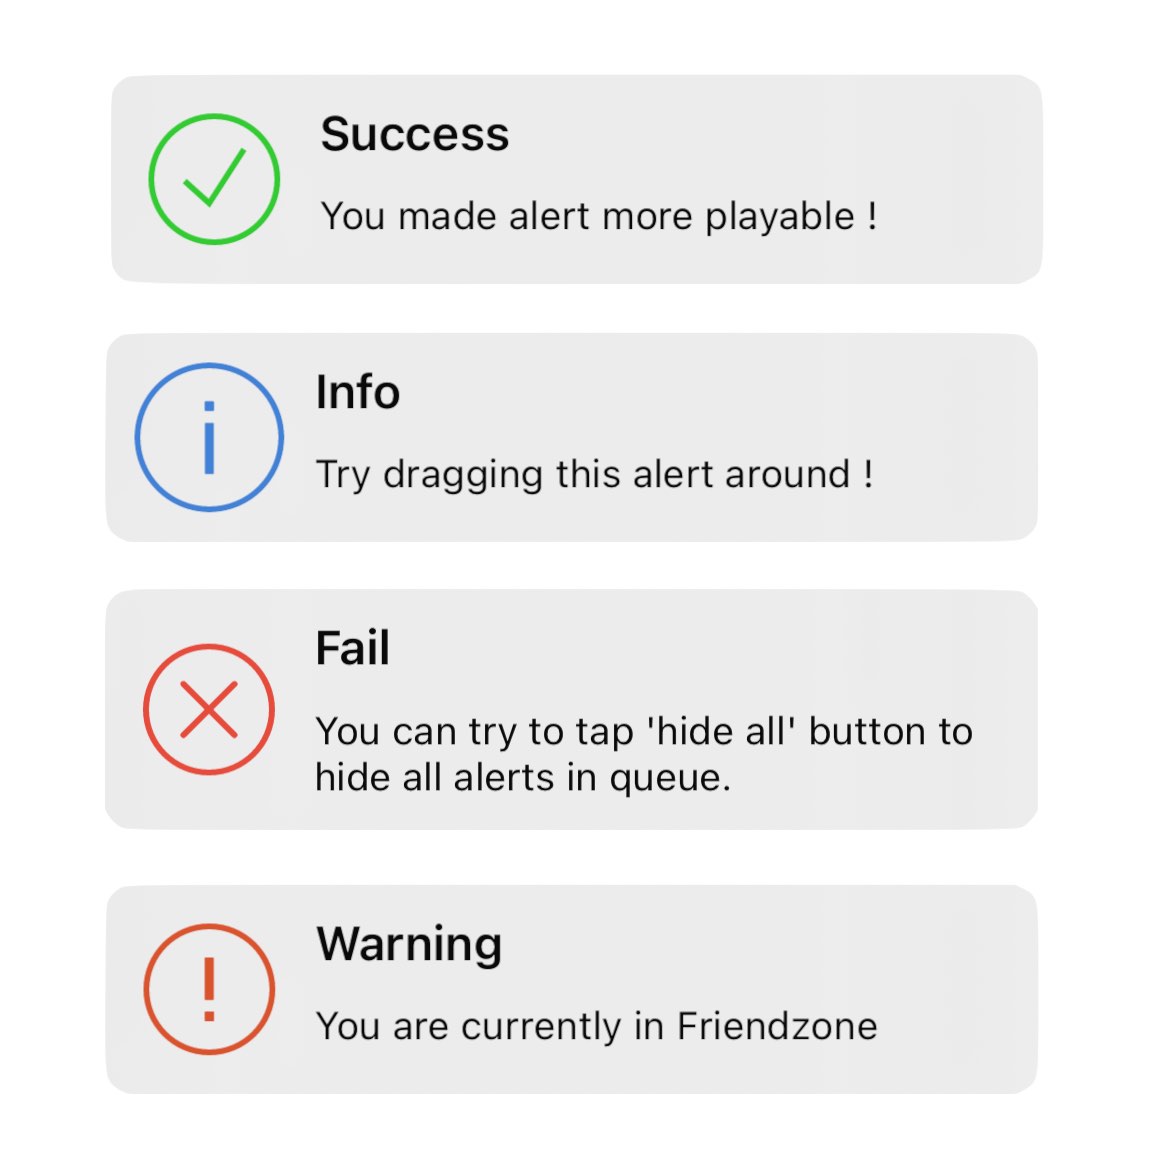 Success
You made alert more playable !
Info
Try dragging this alert around !
Fail
You can try to tap 'hide all' button to
hide all alerts in queue.
Warning
You are currently in Friendzone